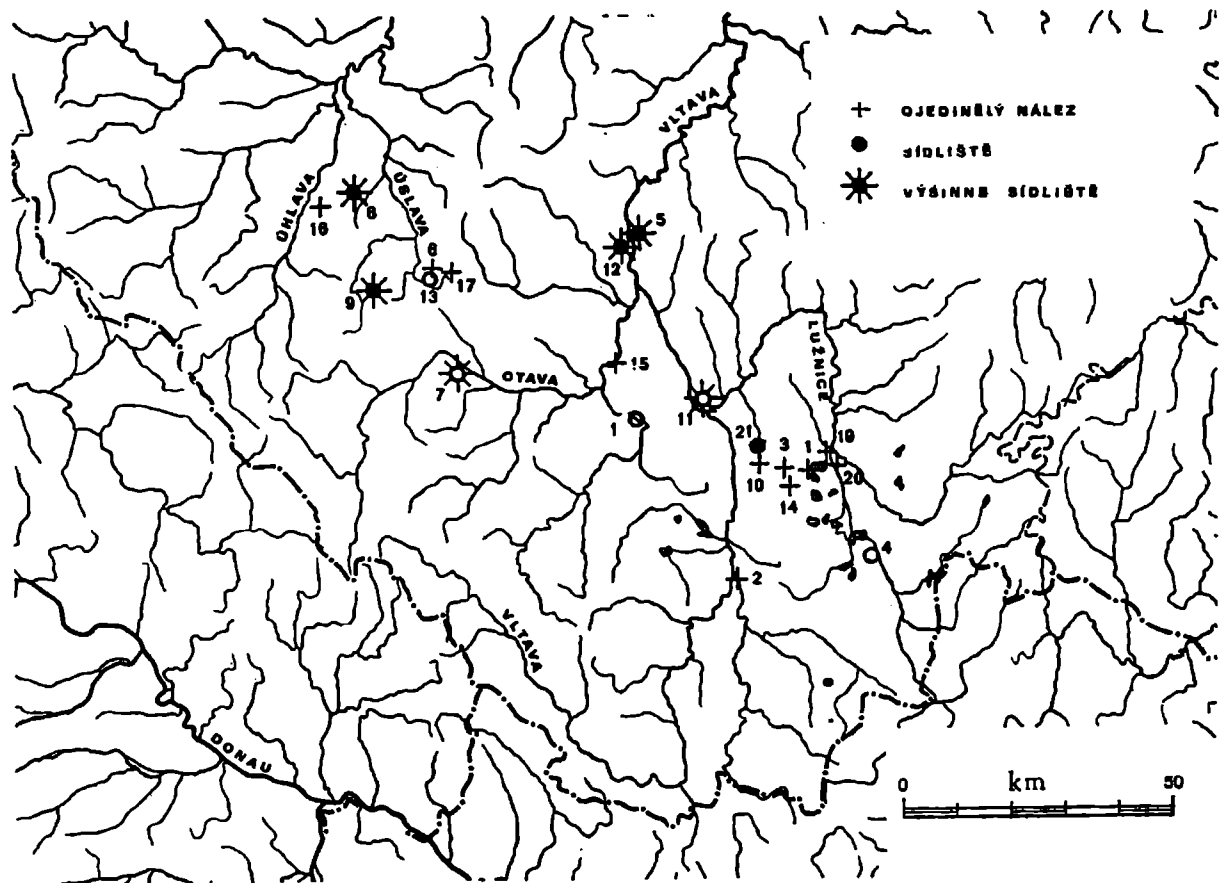 VLTAVA
+ OJEDINĚLÝ NÁLEZ
SÍDLIŠTĚ
VÝŠINNÉ SÍDLIŠTĚ
ÚHLAVA
ÚSLAVA
8
16
5
12
6
9
13
17
15
LUŽNICE
OTAVA
7
1
11
21
3
1
19
10
20
14
4
2
VLTAVA
DONAU
0 km 50